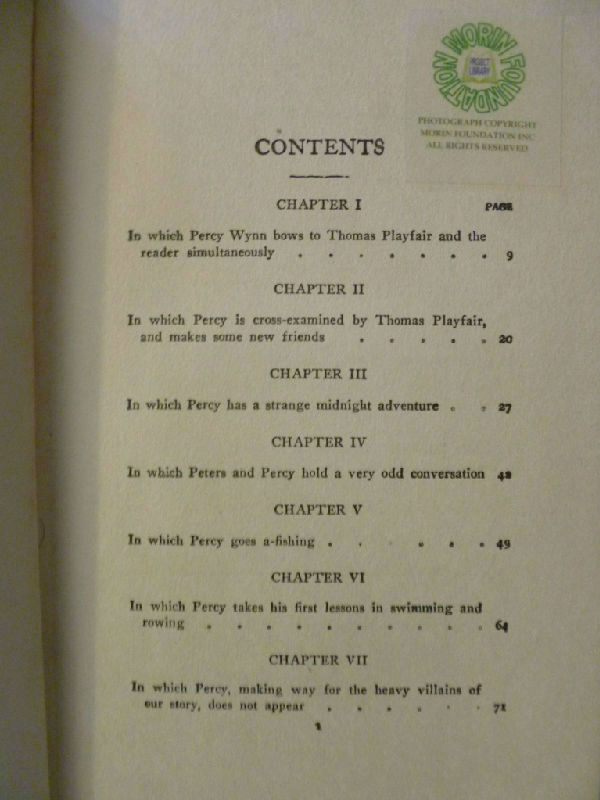 MORIN FOUNDATION
PROJECT
LIBRARY
PHOTOGRAPH COPYRIGHT
MORIN FOUNDATION INC
ALL RIGHTS RESERVED
CONTENTS
CHAPTER I PAGE
In which Percy Wynn bows to Thomas Playfair and the
reader simultaneously . . . . . . . 9
CHAPTER II
In which Percy is cross-examined by Thomas Playfair,
and makes some new friends . . . . . 20
CHAPTER III
In which Percy has a strange midnight adventure . . 27
CHAPTER IV
In which Peters and Percy hold a very odd conversation 42
CHAPTER V
In which Percy goes a-fishing . . . . . 49
CHAPTER VI
In which Percy takes his first lessons in swimming and
rowing . . . . . . . . . . 64
CHAPTER VII
In which Percy, making way for the heavy villains of
our story, does not appear . . . . . . 71